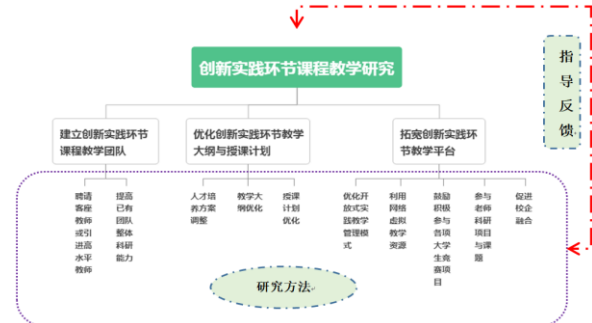 创新实践环节课程教学研究
指
导
反
馈
建立创新实践环节
课程教学团队
优化创新实践环节教学
大纲与授课计划
拓宽创新实践环
节教学平台
聘请
客座
教师
或引
进高
水平
教师
提高
已有
团队
整体
科研
能力
人才培
养方案
调整
教学大
纲优化
授课
计划
优化
优化开
放式实
践教学
管理模
式
利用
网络
虚拟
教学
资源
鼓励
积极
参与
各项
大学
生竞
赛项
目
参与
老师
科研
项目
与课
题
促进
校企
融合
研究方法